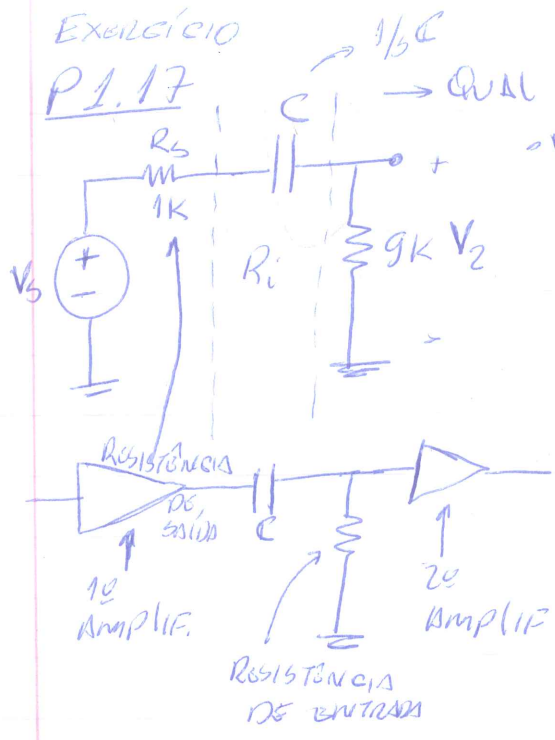 EXERCÍCIO
P 1.17
1/sC
→ QUAL
C
Rs
1K
+
Vs
+
−
Ri
9K V2
-
RESISTÊNCIA
DE
SAÍDA
C
1º
AMPLIF.
2º
AMPLIF
RESISTÊNCIA
DE ENTRADA